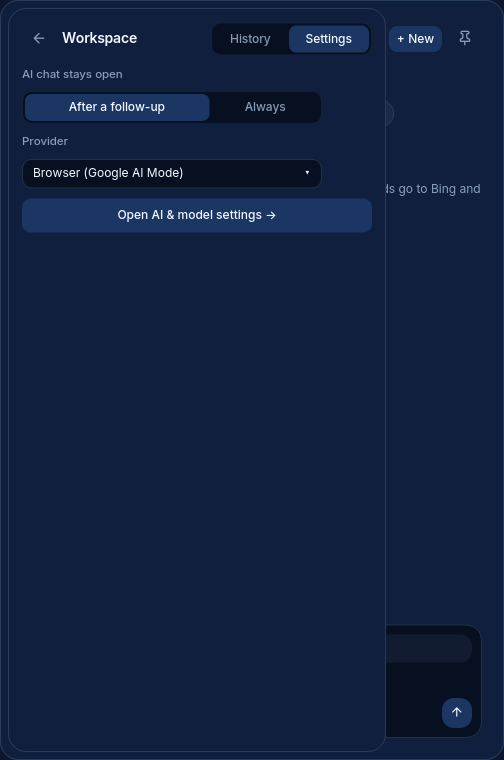 Workspace
History
Settings
+ New
AI chat stays open
After a follow-up
Always
Provider
Browser (Google AI Mode)
go to Bing and
Open AI & model settings →